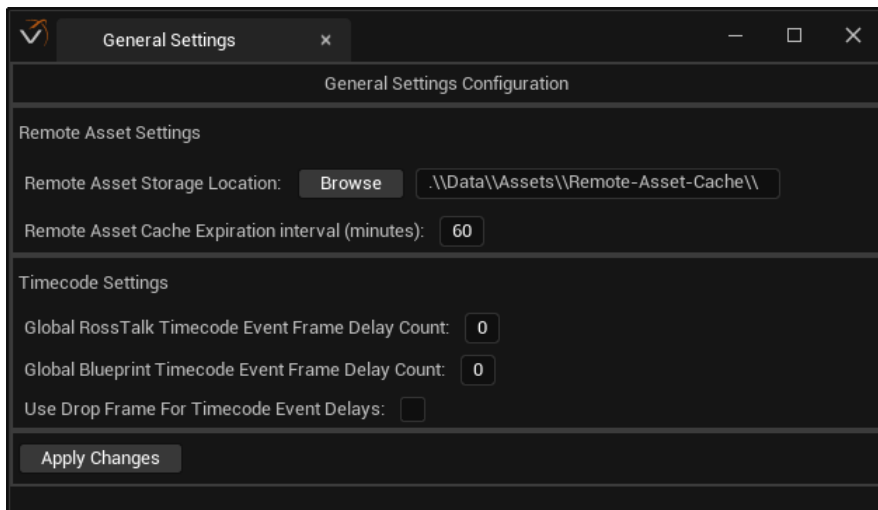 General Settings
General Settings Configuration
Remote Asset Settings
Remote Asset Storage Location: Browse .\\Data\\Assets\\Remote-Asset-Cache\\
Remote Asset Cache Expiration interval (minutes): 60
Timecode Settings
Global RossTalk Timecode Event Frame Delay Count: 0
Global Blueprint Timecode Event Frame Delay Count: 0
Use Drop Frame For Timecode Event Delays:
Apply Changes